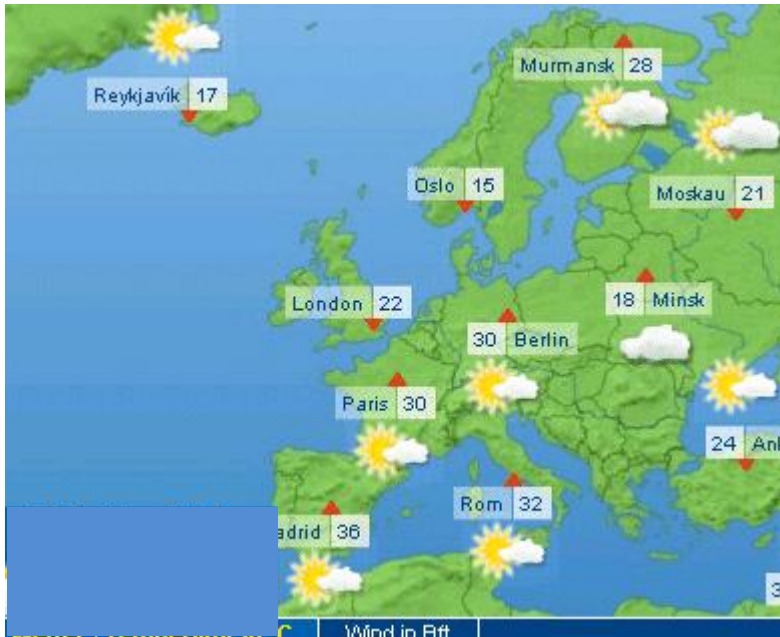 Murmansk 28
Reykjavík 17
Oslo 15
Moskau 21
London 22
18 Minsk
30 Berlin
Paris 30
24
Rom 32
36
Wind in Bft